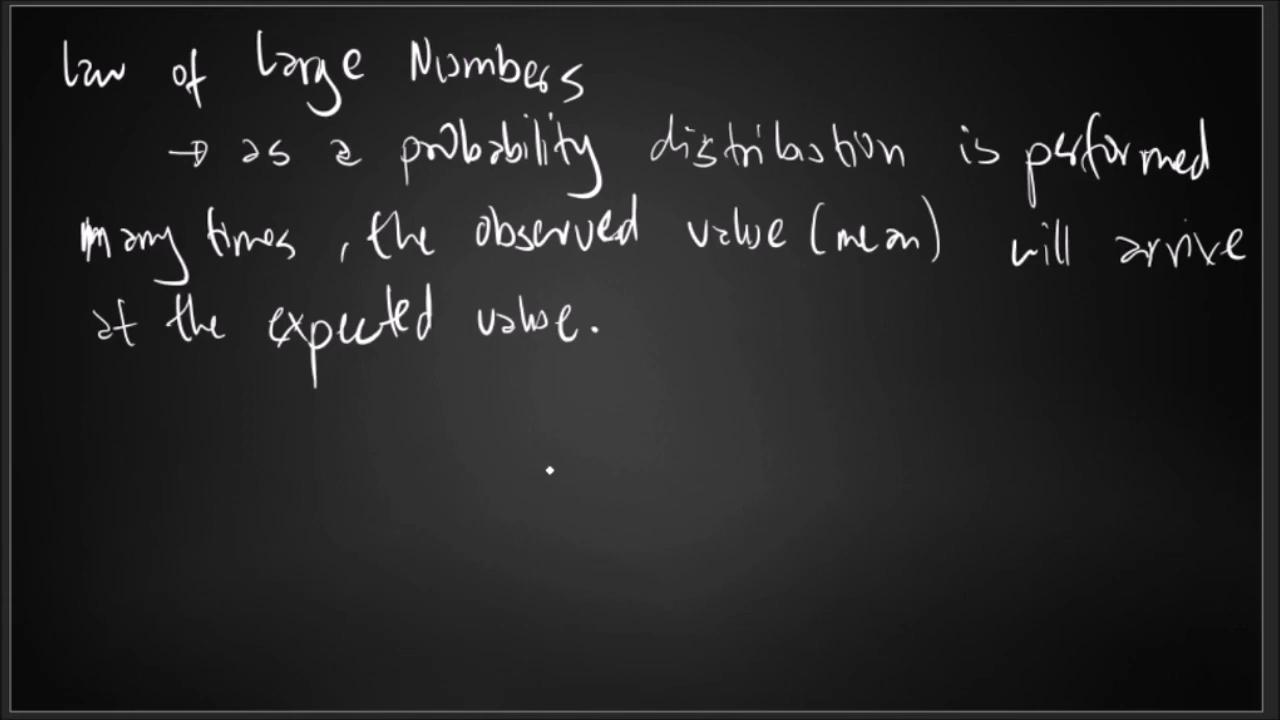 Law of Large Numbers
→ as a probability distribution is performed
many times, the observed value (mean) will arrive
at the expected value.